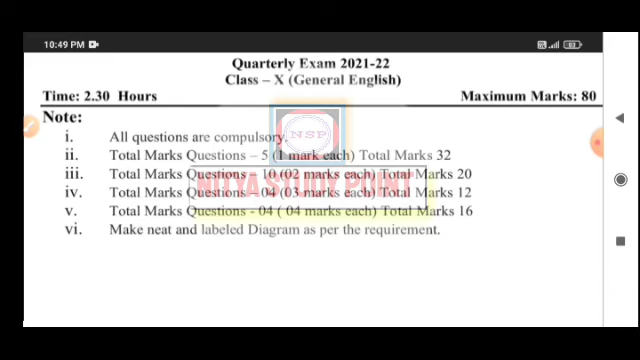 10:49 PM
Quarterly Exam 2021-22
Class – X (General English)
Time: 2.30 Hours Maximum Marks: 80
Note:
i. All questions are compulsory.
ii. Total Marks Questions – 5 (1 mark each) Total Marks 32
iii. Total Marks Questions - 10 (02 marks each) Total Marks 20
iv. Total Marks Questions - 04 (03 marks each) Total Marks 12
v. Total Marks Questions - 04 ( 04 marks each) Total Marks 16
vi. Make neat and labeled Diagram as per the requirement.
NSP
NITYA STUDY POINT